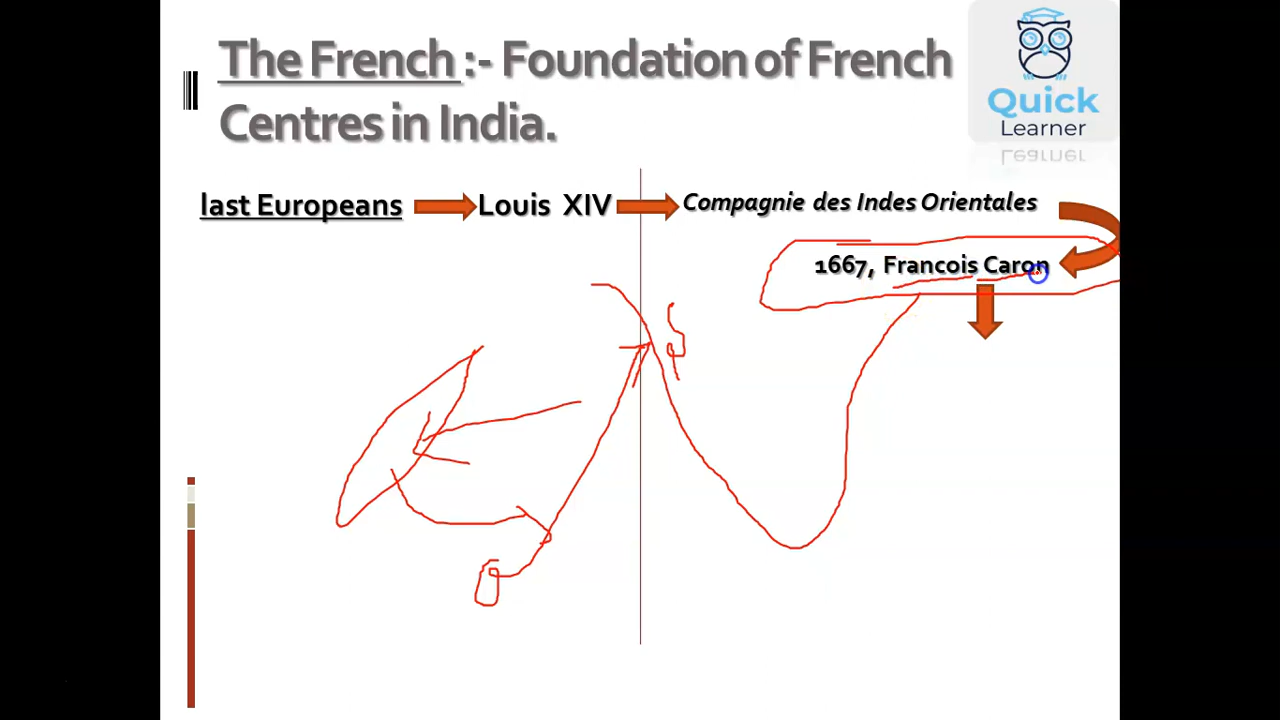 The French :- Foundation of French
Centres in India.
Quick
Learner
last Europeans Louis XIV Compagnie des Indes Orientales
1667, Francois Caron